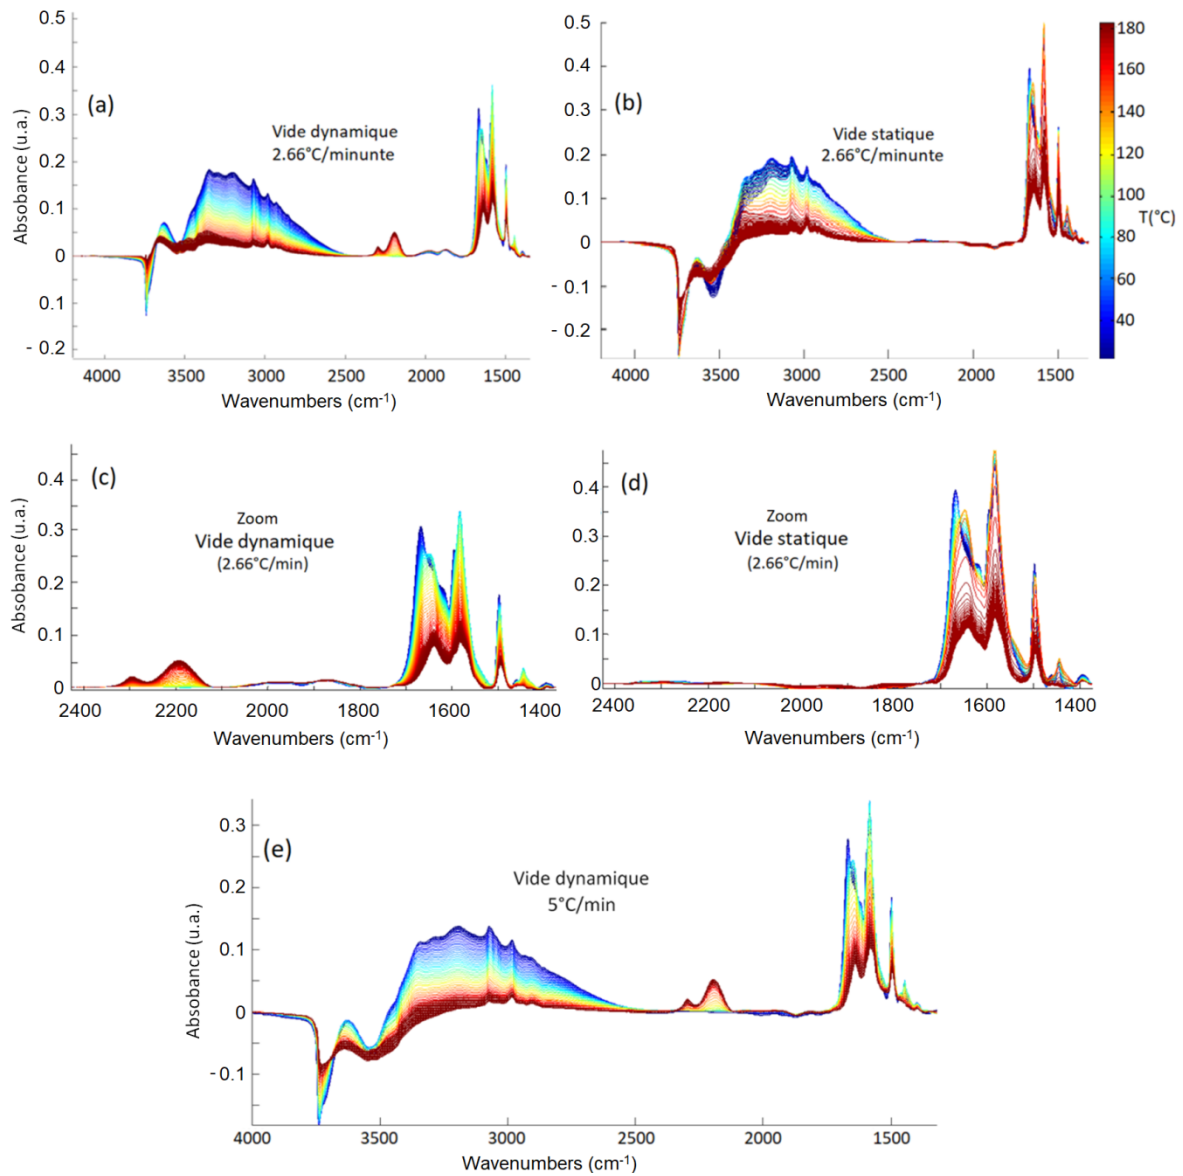 0.5
0.4
0.3
0.2
0.1
0
0.1
- 0.2
Absobance (u.a.)
(a)
Vide dynamique
2.66°C/minunte
4000 3500 3000 2500 2000 1500
Wavenumbers (cm-1)
0.5
0.4
0.3
0.2
0.1
0
- 0.1
- 0.2
(b)
Vide statique
2.66°C/minunte
4000 3500 3000 2500 2000 1500
Wavenumbers (cm-1)
180
160
140
120
100
T(°C)
80
60
40
0.4
0.3
0.2
0.1
0
Absobance (u.a.)
(c)
Zoom
Vide dynamique
(2.66°C/min)
2400 2200 2000 1800 1600 1400
Wavenumbers (cm-1)
0.4
0.3
0.2
0.1
0
(d)
Zoom
Vide statique
(2.66°C/min)
2400 2200 2000 1800 1600 1400
Wavenumbers (cm-1)
0.3
0.2
0.1
0
- 0.1
Absobance (u.a.)
(e)
Vide dynamique
5°C/min
4000 3500 3000 2500 2000 1500
Wavenumbers (cm-1)